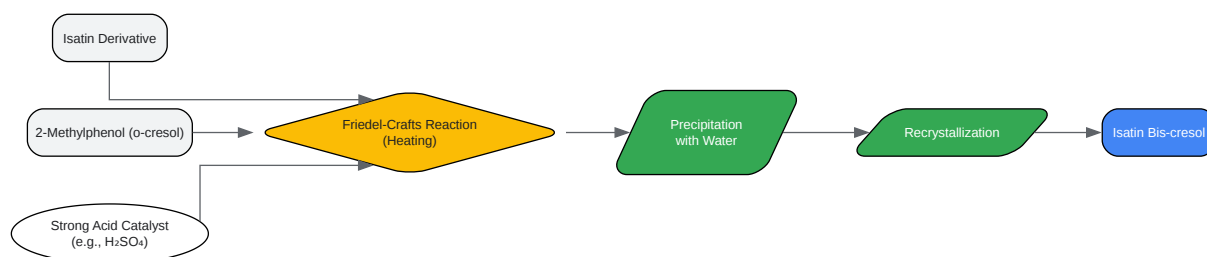 Isatin Derivative
2-Methylphenol (o-cresol)
Strong Acid Catalyst
(e.g., H₂SO₄)
Friedel-Crafts Reaction
(Heating)
Precipitation
with Water
Recrystallization
Isatin Bis-cresol